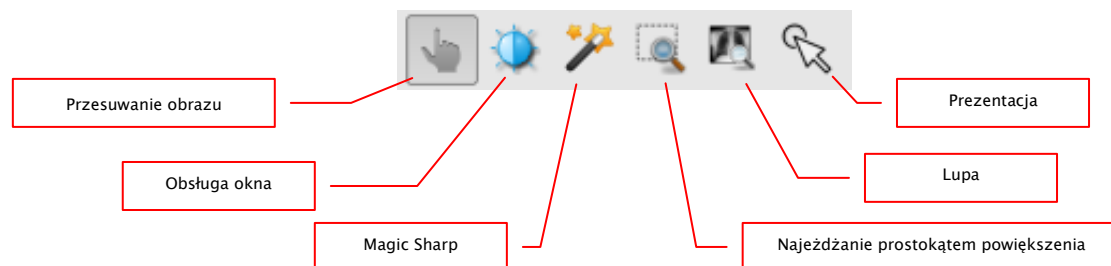 Przesuwanie obrazu
Prezentacja
Obsługa okna
Lupa
Magic Sharp
Najeżdżanie prostokątem powiększenia